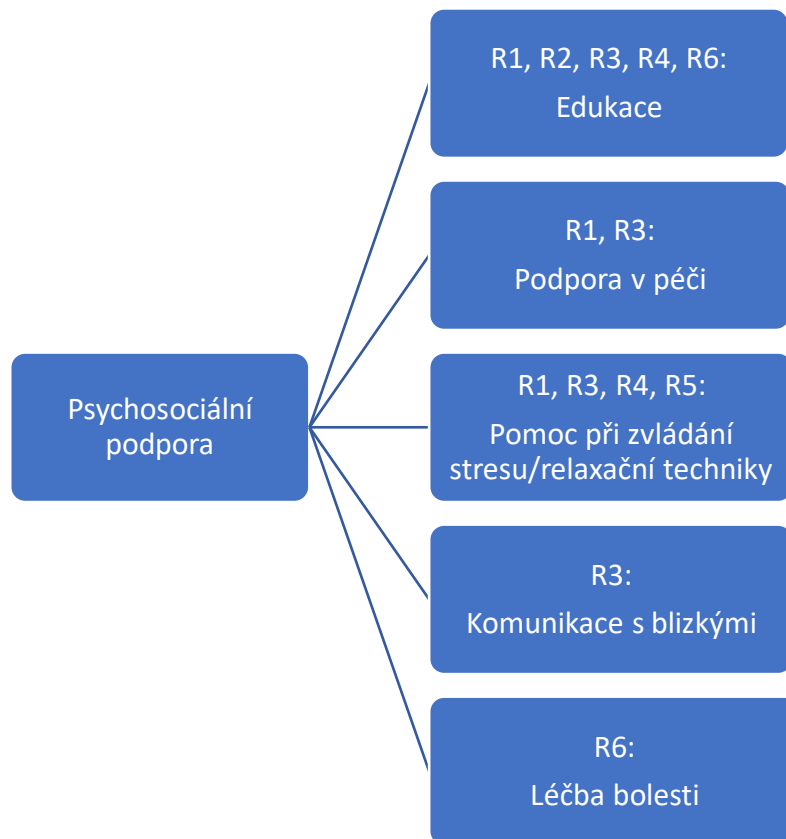 R1, R2, R3, R4, R6:
Edukace
R1, R3:
Podpora v péči
Psychosociální
podpora
R1, R3, R4, R5:
Pomoc při zvládání
stresu/relaxační techniky
R3:
Komunikace s blizkými
R6:
Léčba bolesti